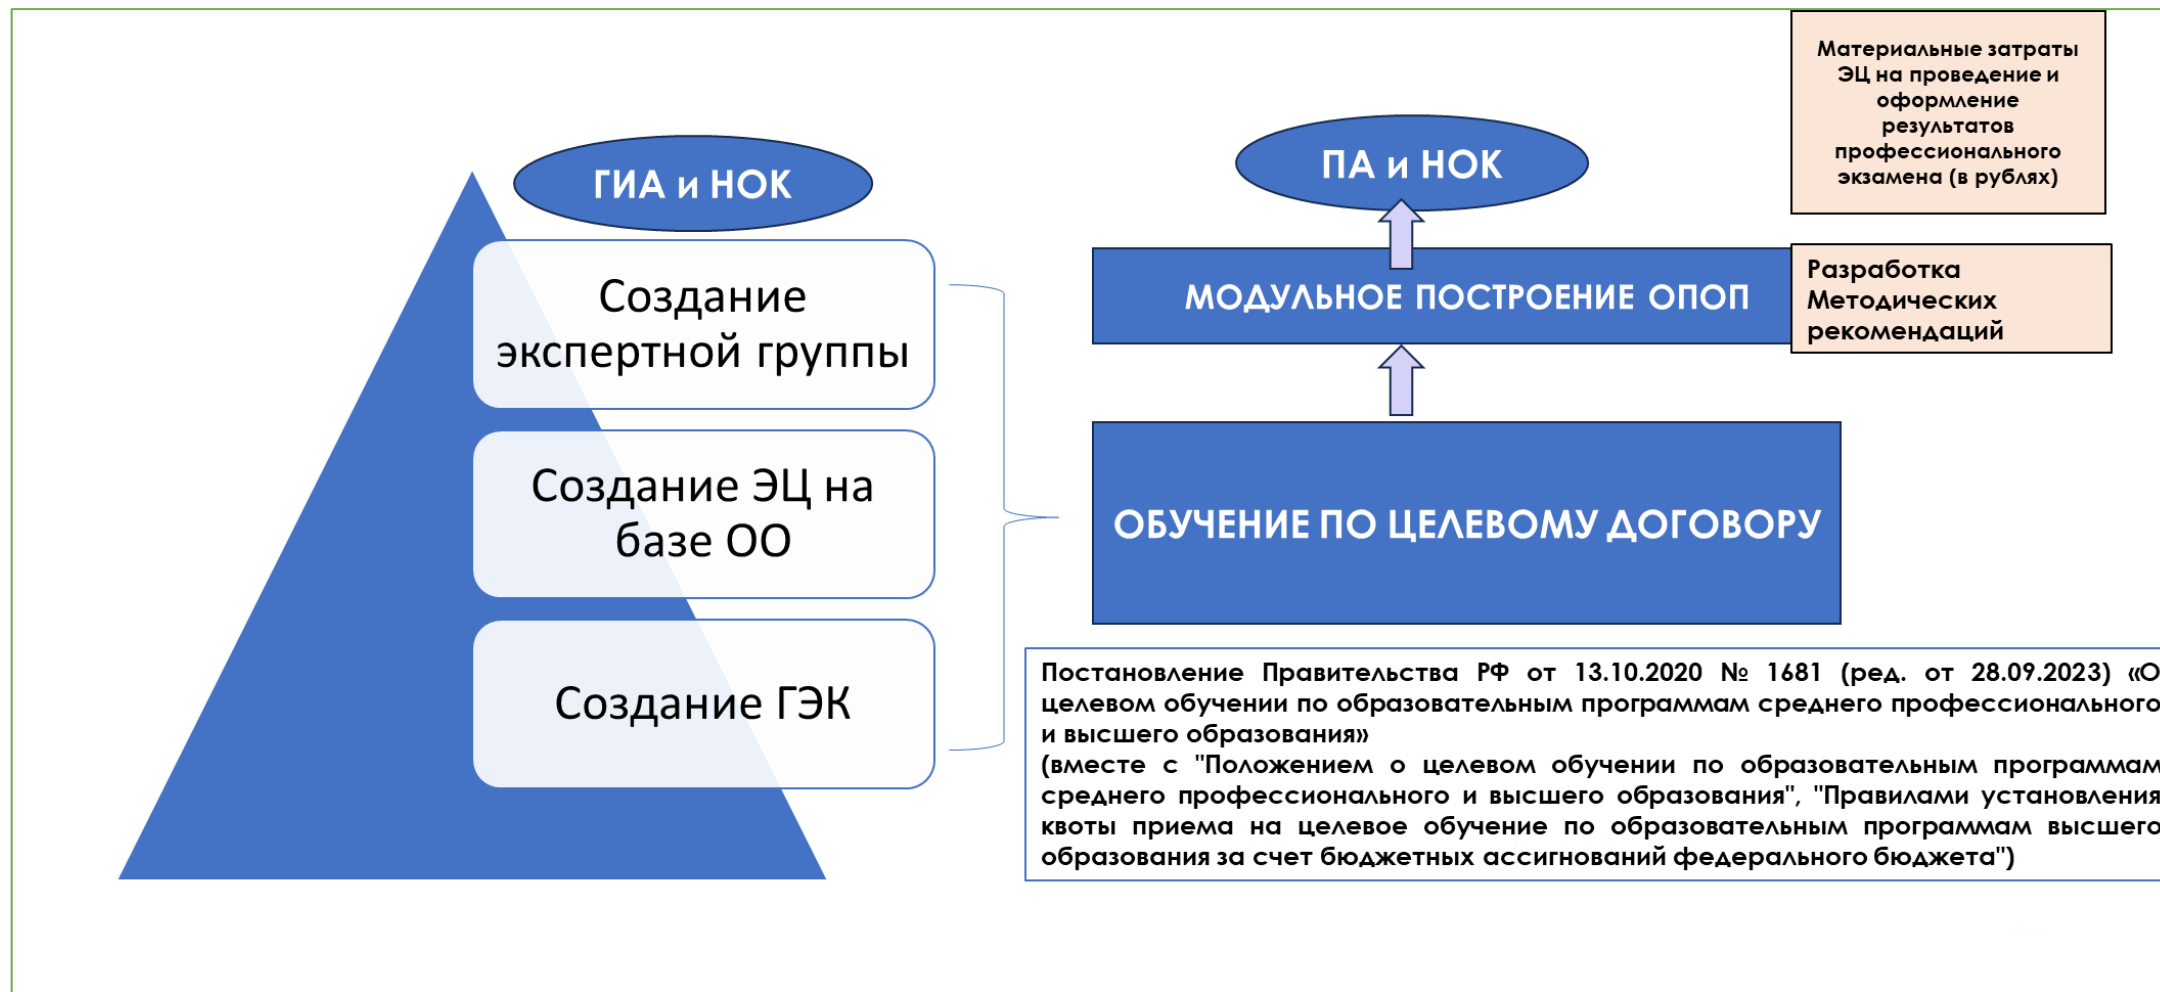 ГИА и НОК
Создание
экспертной группы
Создание ЭЦ на
базе ОО
Создание ГЭК
ПА и НОК
МОДУЛЬНОЕ ПОСТРОЕНИЕ ОПОП
ОБУЧЕНИЕ ПО ЦЕЛЕВОМУ ДОГОВОРУ
Материальные затраты
ЭЦ на проведение и
оформление
результатов
профессионального
экзамена (в рублях)
Разработка
Методических
рекомендаций
Постановление Правительства РФ от 13.10.2020 № 1681 (ред. от 28.09.2023) «О
целевом обучении по образовательным программам среднего профессионального
и высшего образования»
(вместе с "Положением о целевом обучении по образовательным программам
среднего профессионального и высшего образования", "Правилами установления
квоты приема на целевое обучение по образовательным программам высшего
образования за счет бюджетных ассигнований федерального бюджета")